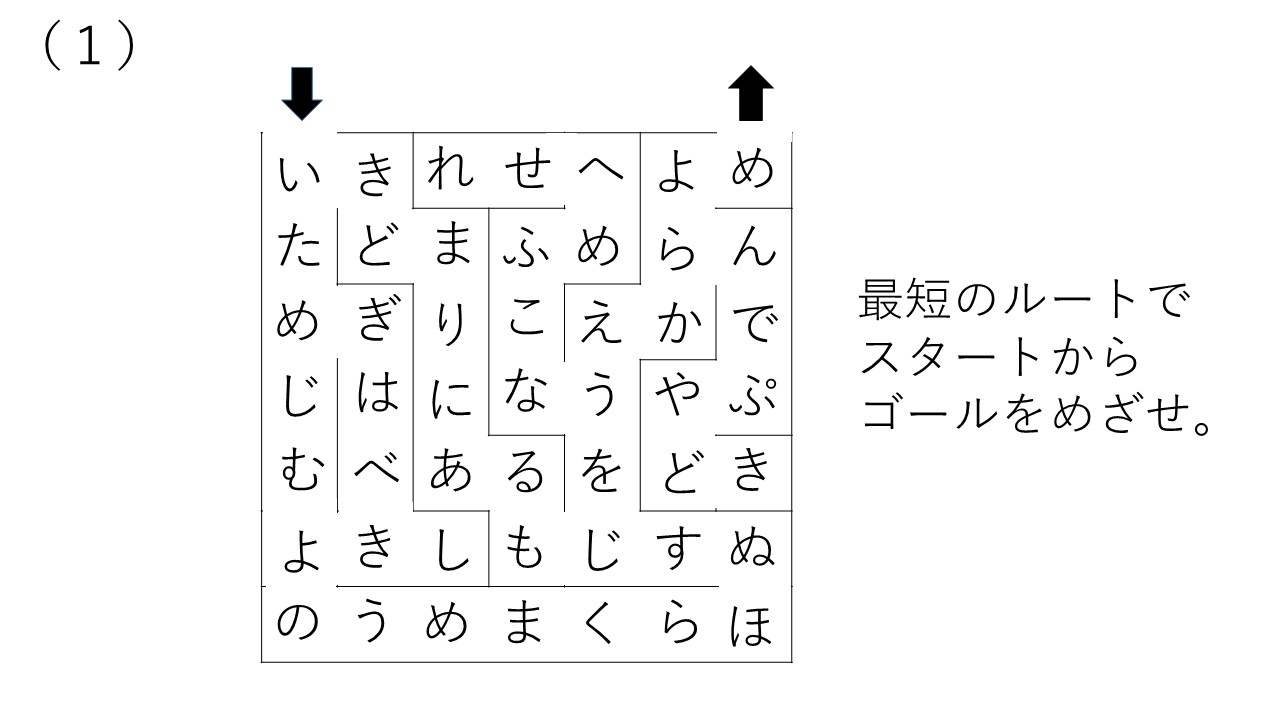 （１）
いきれせへよめ
たどまふめらん
めぎりこえかで
じはになうやぷ
むべあるをどき
よきしもじすぬ
のうめまくらほ
最短のルートで
スタートから
ゴールをめざせ。